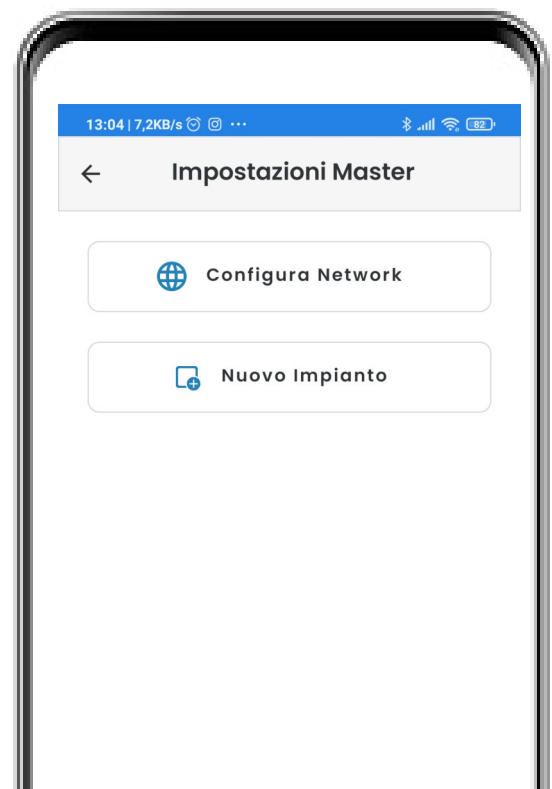 13:04 | 7,2KB/s ... 82
Impostazioni Master
Configura Network
Nuovo Impianto